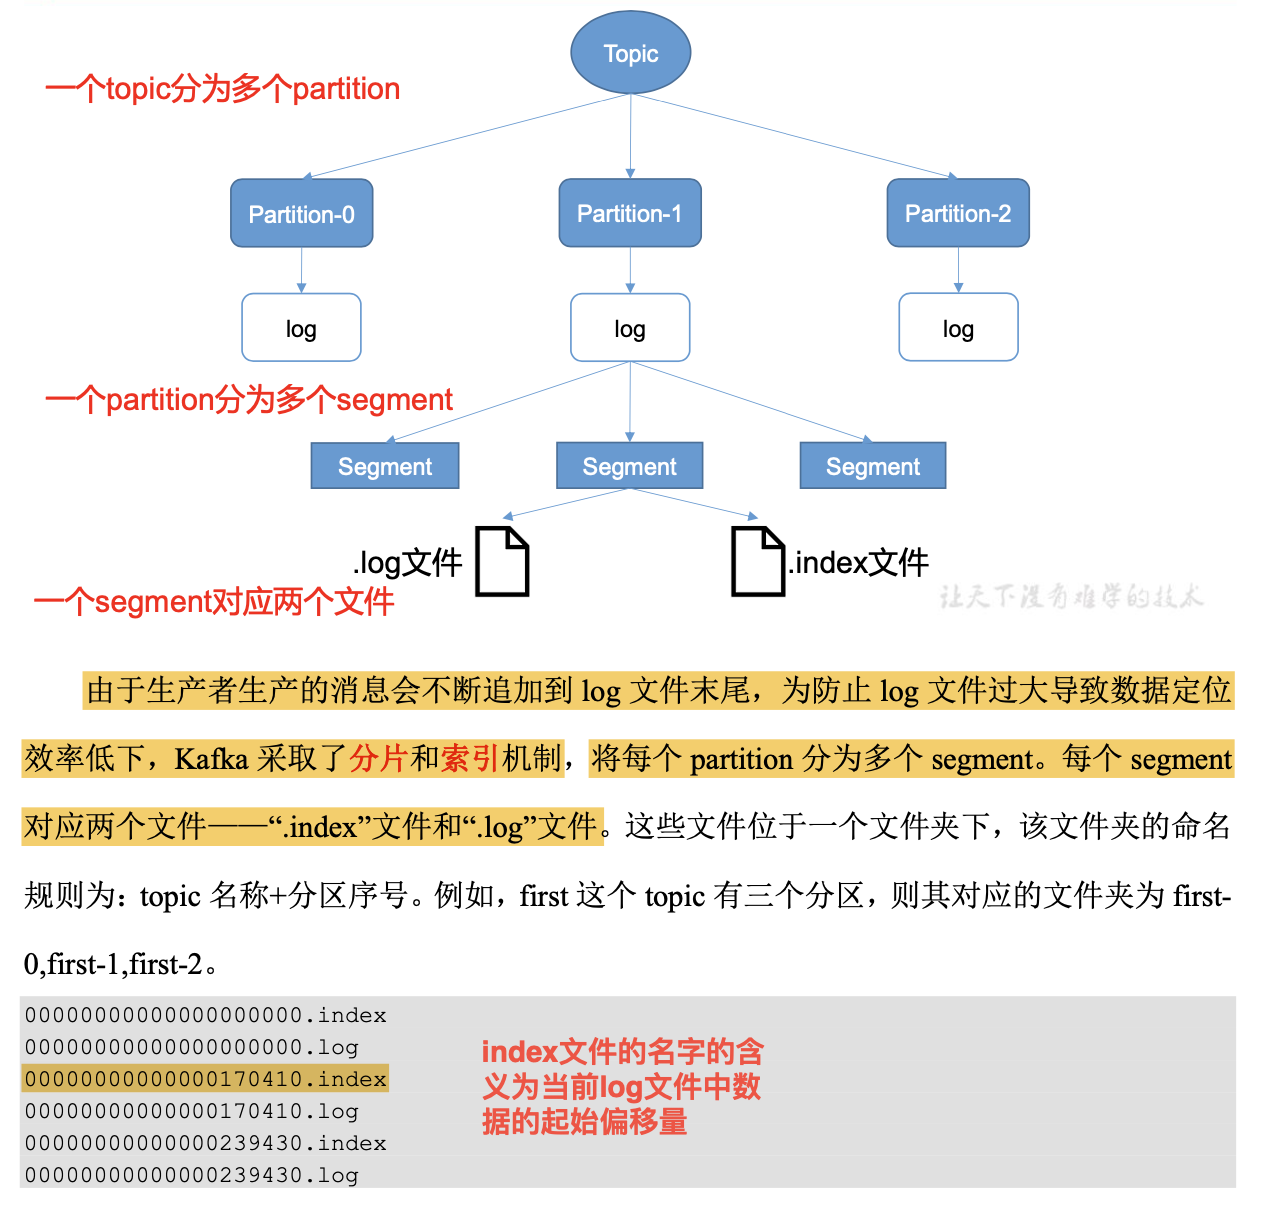 Topic
一个topic分为多个partition
Partition-0
Partition-1
Partition-2
log
log
log
一个partition分为多个segment
Segment
Segment
Segment
.log文件
.index文件
一个segment对应两个文件
让天下没有难学的技术
由于生产者生产的消息会不断追加到 log 文件末尾，为防止 log 文件过大导致数据定位
效率低下，Kafka 采取了分片和索引机制，将每个 partition 分为多个 segment。每个 segment
对应两个文件——“.index”文件和“.log”文件。这些文件位于一个文件夹下，该文件夹的命名
规则为：topic 名称+分区序号。例如，first 这个 topic 有三个分区，则其对应的文件夹为 first-
0,first-1,first-2。
00000000000000000000.index
00000000000000000000.log
00000000000000170410.index
00000000000000170410.log
00000000000000239430.index
00000000000000239430.log
index文件的名字的含
义为当前log文件中数
据的起始偏移量